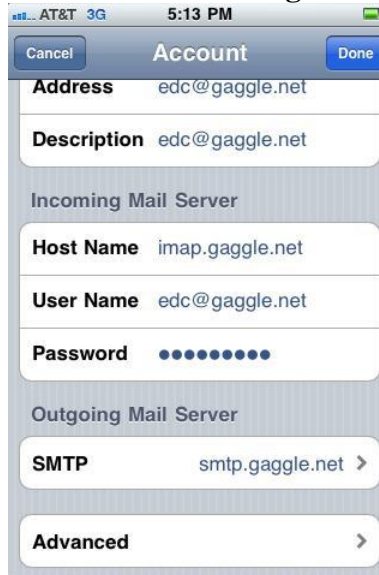 AT&T 3G 5:13 PM
Cancel Account Done
Address edc@gaggle.net
Description edc@gaggle.net
Incoming Mail Server
Host Name imap.gaggle.net
User Name edc@gaggle.net
Password ●●●●●●●●●
Outgoing Mail Server
SMTP smtp.gaggle.net >
Advanced >